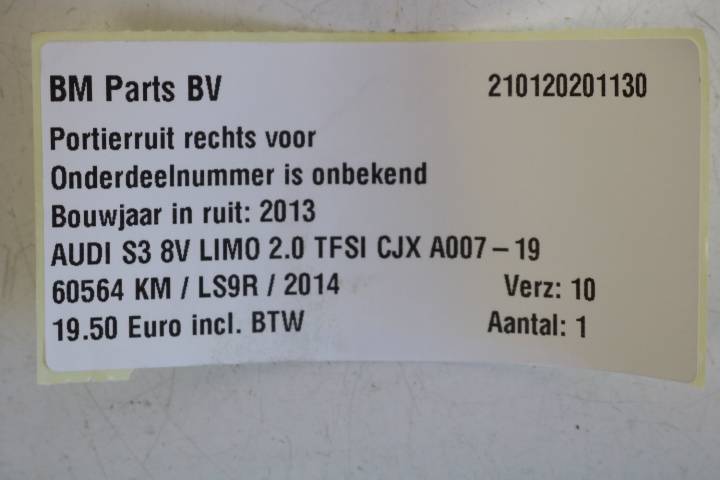 BM Parts BV 210120201130
Portierruit rechts voor
Onderdeelnummer is onbekend
Bouwjaar in ruit: 2013
AUDI S3 8V LIMO 2.0 TFSI CJX A007-19
60564 KM / LS9R / 2014 Verz: 10
19.50 Euro incl. BTW Aantal: 1